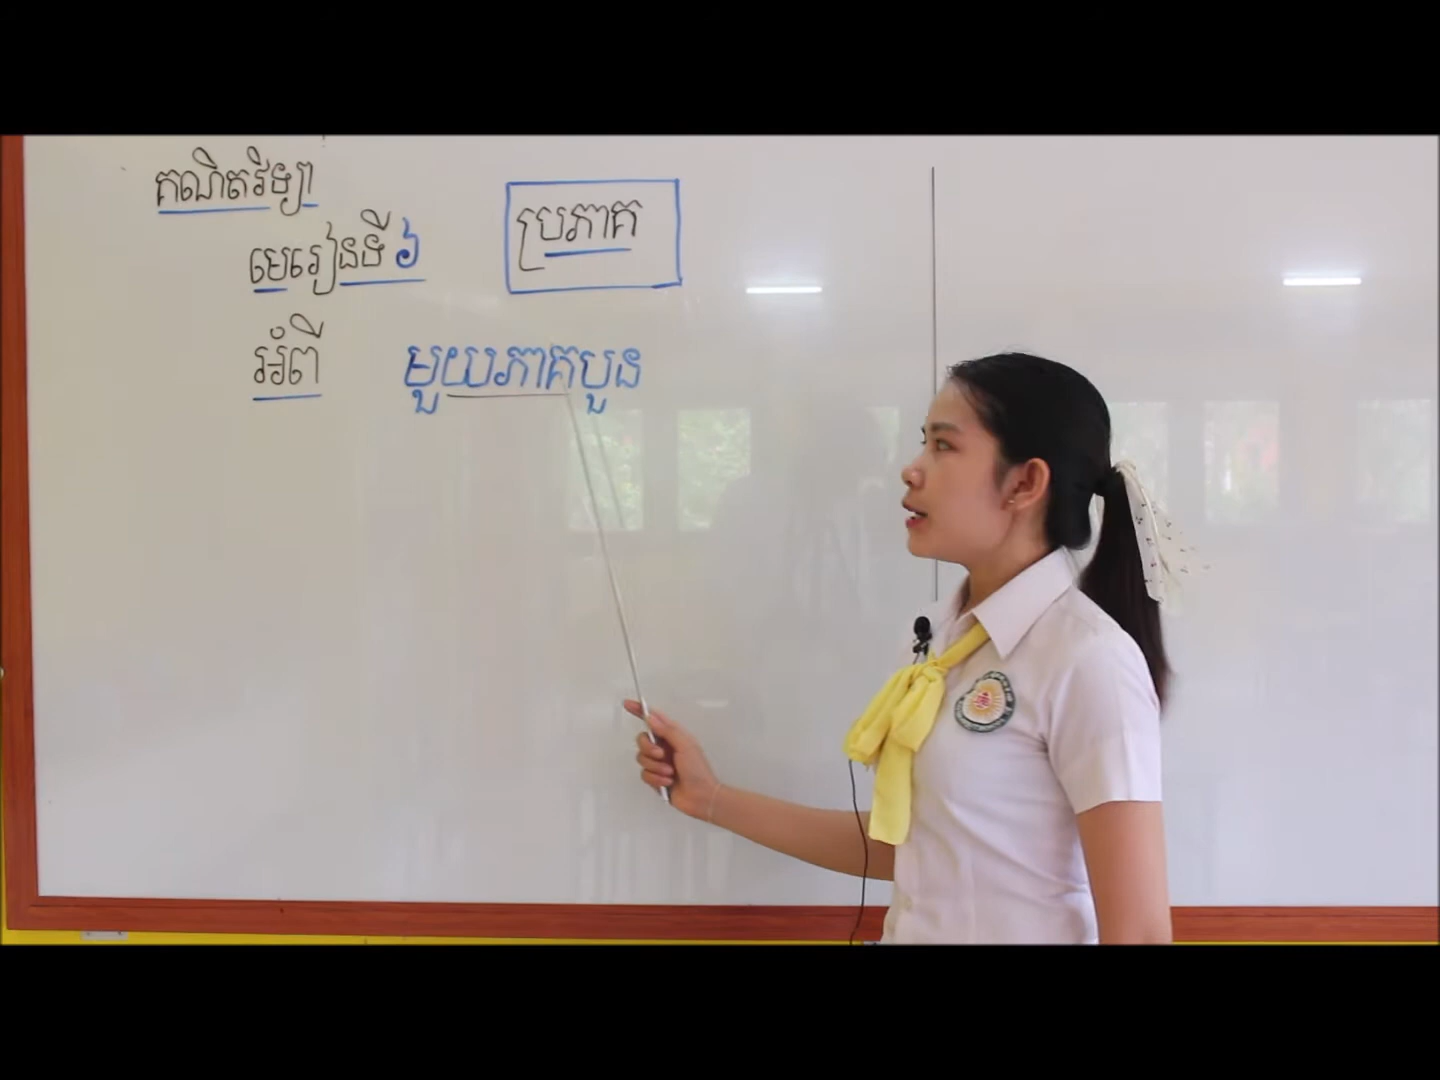 គណិតវិទ្យា
មេរៀនទី ៦
ប្រភាគ
អំពី មួយភាគបួន